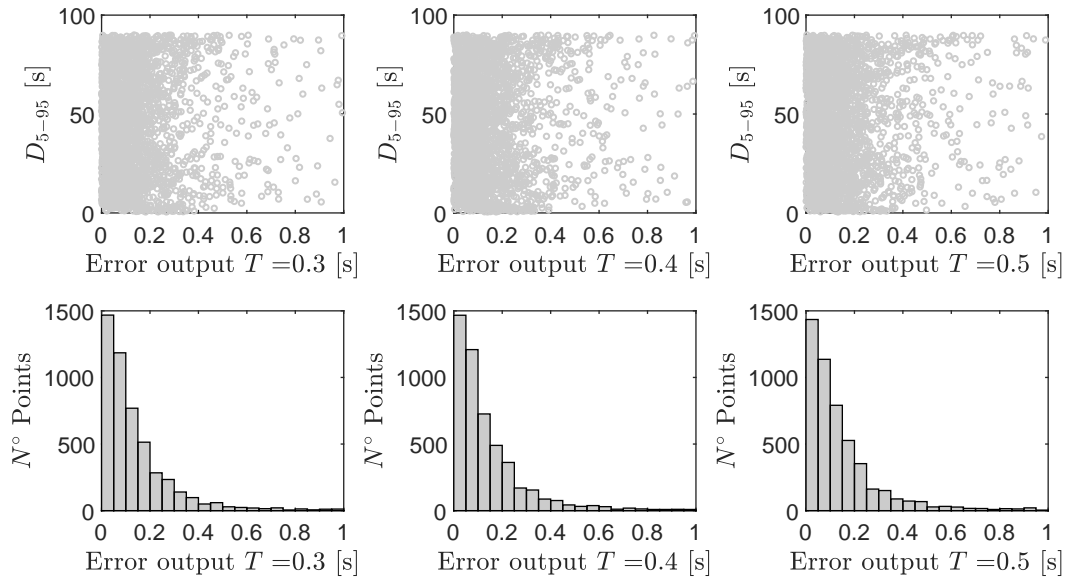 100
50
0
D5−95 [s]
0 0.2 0.4 0.6 0.8 1
Error output T =0.3 [s]
100
50
0
D5−95 [s]
0 0.2 0.4 0.6 0.8 1
Error output T =0.4 [s]
100
50
0
D5−95 [s]
0 0.2 0.4 0.6 0.8 1
Error output T =0.5 [s]
1500
1000
500
0
N° Points
0 0.2 0.4 0.6 0.8 1
Error output T =0.3 [s]
1500
1000
500
0
N° Points
0 0.2 0.4 0.6 0.8 1
Error output T =0.4 [s]
1500
1000
500
0
N° Points
0 0.2 0.4 0.6 0.8 1
Error output T =0.5 [s]